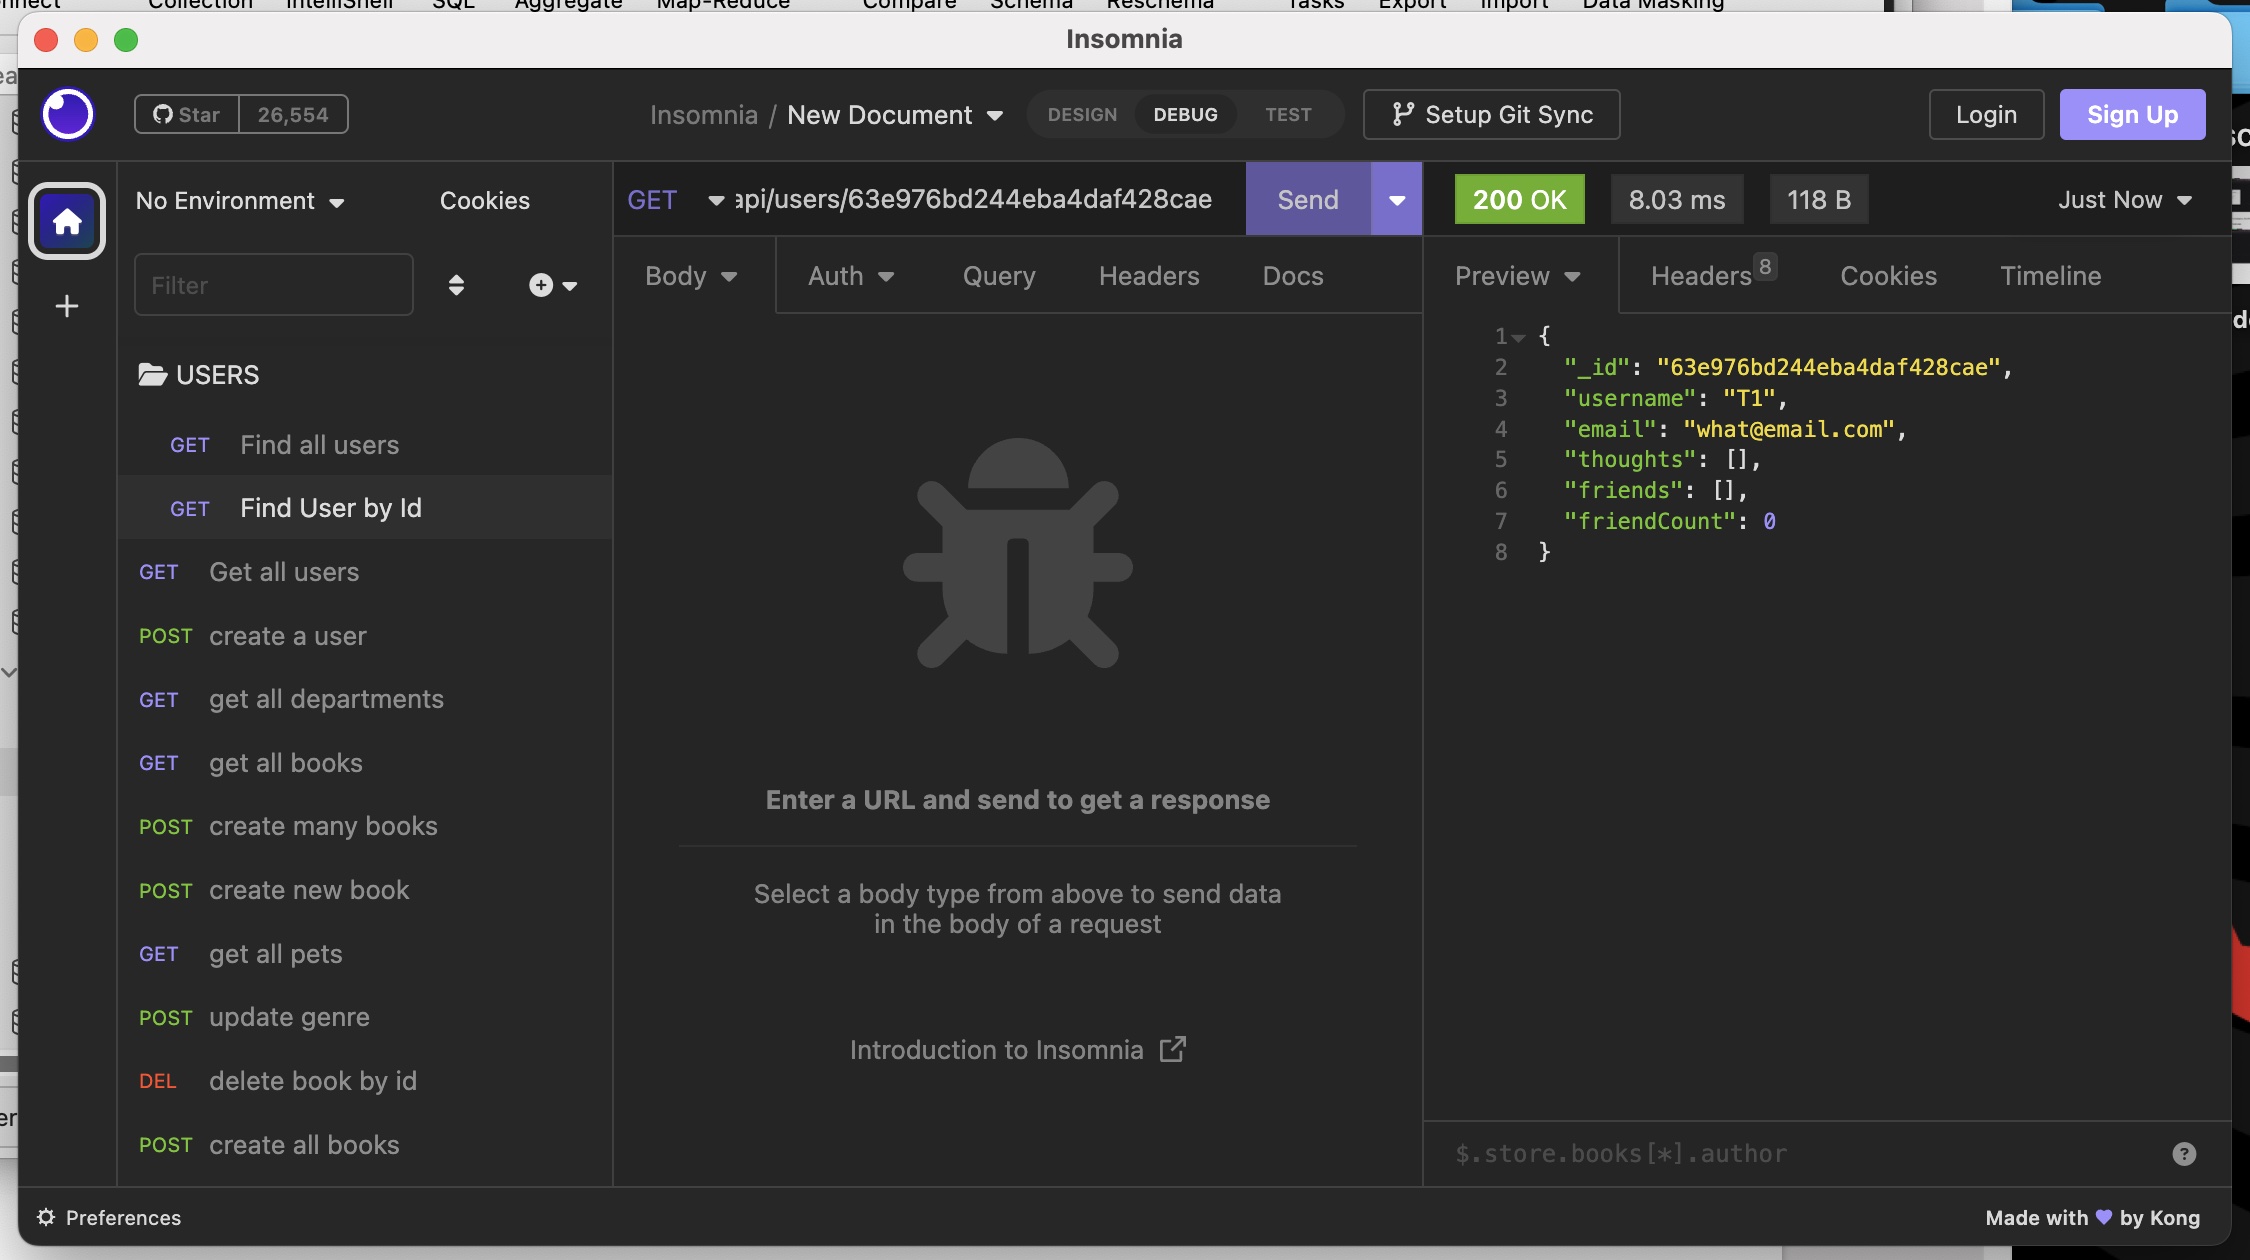 Collection IntelliShell SQL Aggregate Map-Reduce Compare Schema Reschema Tasks Export Import Data Masking
Insomnia
Star 26,554
Insomnia / New Document
DESIGN DEBUG TEST
Setup Git Sync
Login
Sign Up
No Environment
Cookies
Filter
USERS
GET Find all users
GET Find User by Id
GET Get all users
POST create a user
GET get all departments
GET get all books
POST create many books
POST create new book
GET get all pets
POST update genre
DEL delete book by id
POST create all books
GET api/users/63e976bd244eba4daf428cae
Send
Body Auth Query Headers Docs
Enter a URL and send to get a response
Select a body type from above to send data
in the body of a request
Introduction to Insomnia
200 OK 8.03 ms 118 B
Just Now
Preview Headers 8 Cookies Timeline
1 {
2 "_id": "63e976bd244eba4daf428cae",
3 "username": "T1",
4 "email": "what@email.com",
5 "thoughts": [],
6 "friends": [],
7 "friendCount": 0
8 }
$.store.books[*].author
?
Preferences
Made with by Kong